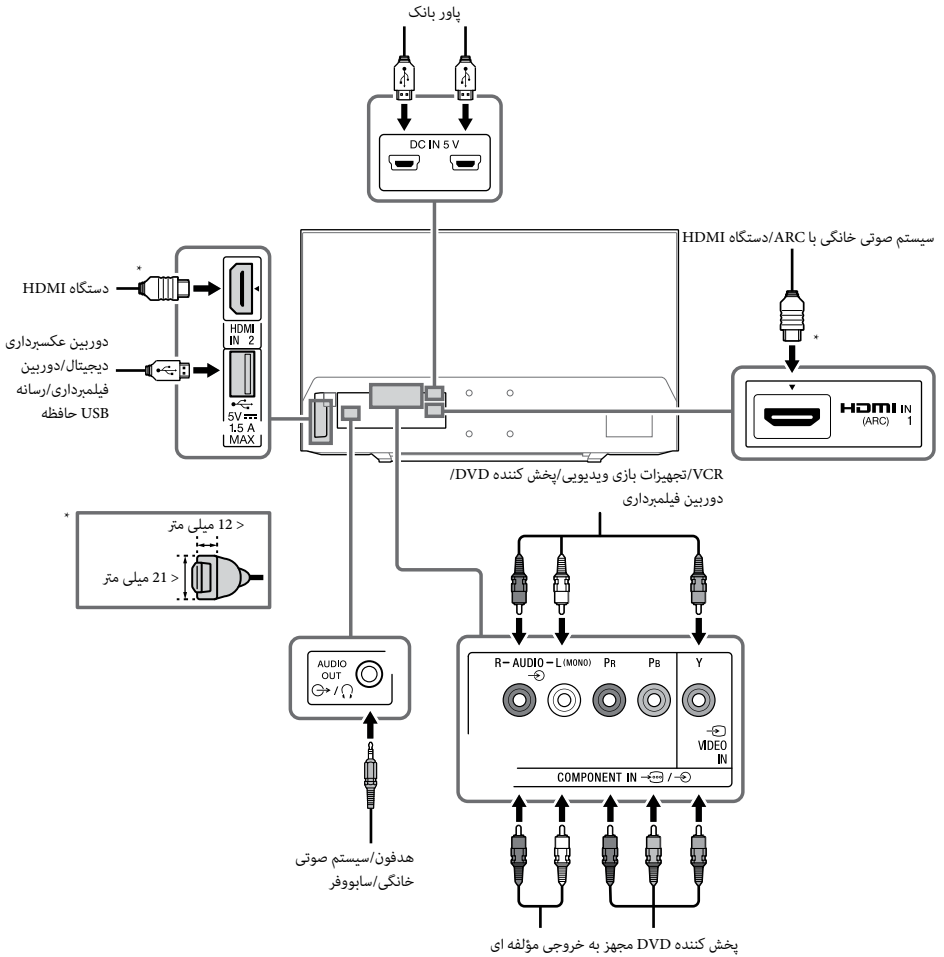 پاور بانک
DC IN 5 V
سیستم صوتی خانگی با ARC/دستگاه HDMI
*
HDMI IN
(ARC) 1
*
دستگاه HDMI
HDMI
IN 2
دوربین عکسبرداری
دیجیتال/دوربین
فیلمبرداری/رسانه
حافظه USB
5V
1.5 A
MAX
VCR/تجهیزات بازی ویدیویی/پخش کننده DVD/
دوربین فیلمبرداری
*
< 12 میلی متر
< 21 میلی متر
AUDIO
OUT
/
هدفون/سیستم صوتی
خانگی/سابووفر
R – AUDIO – L (MONO) PR PB Y
VIDEO
IN
COMPONENT IN /
پخش کننده DVD مجهز به خروجی مؤلفه ای